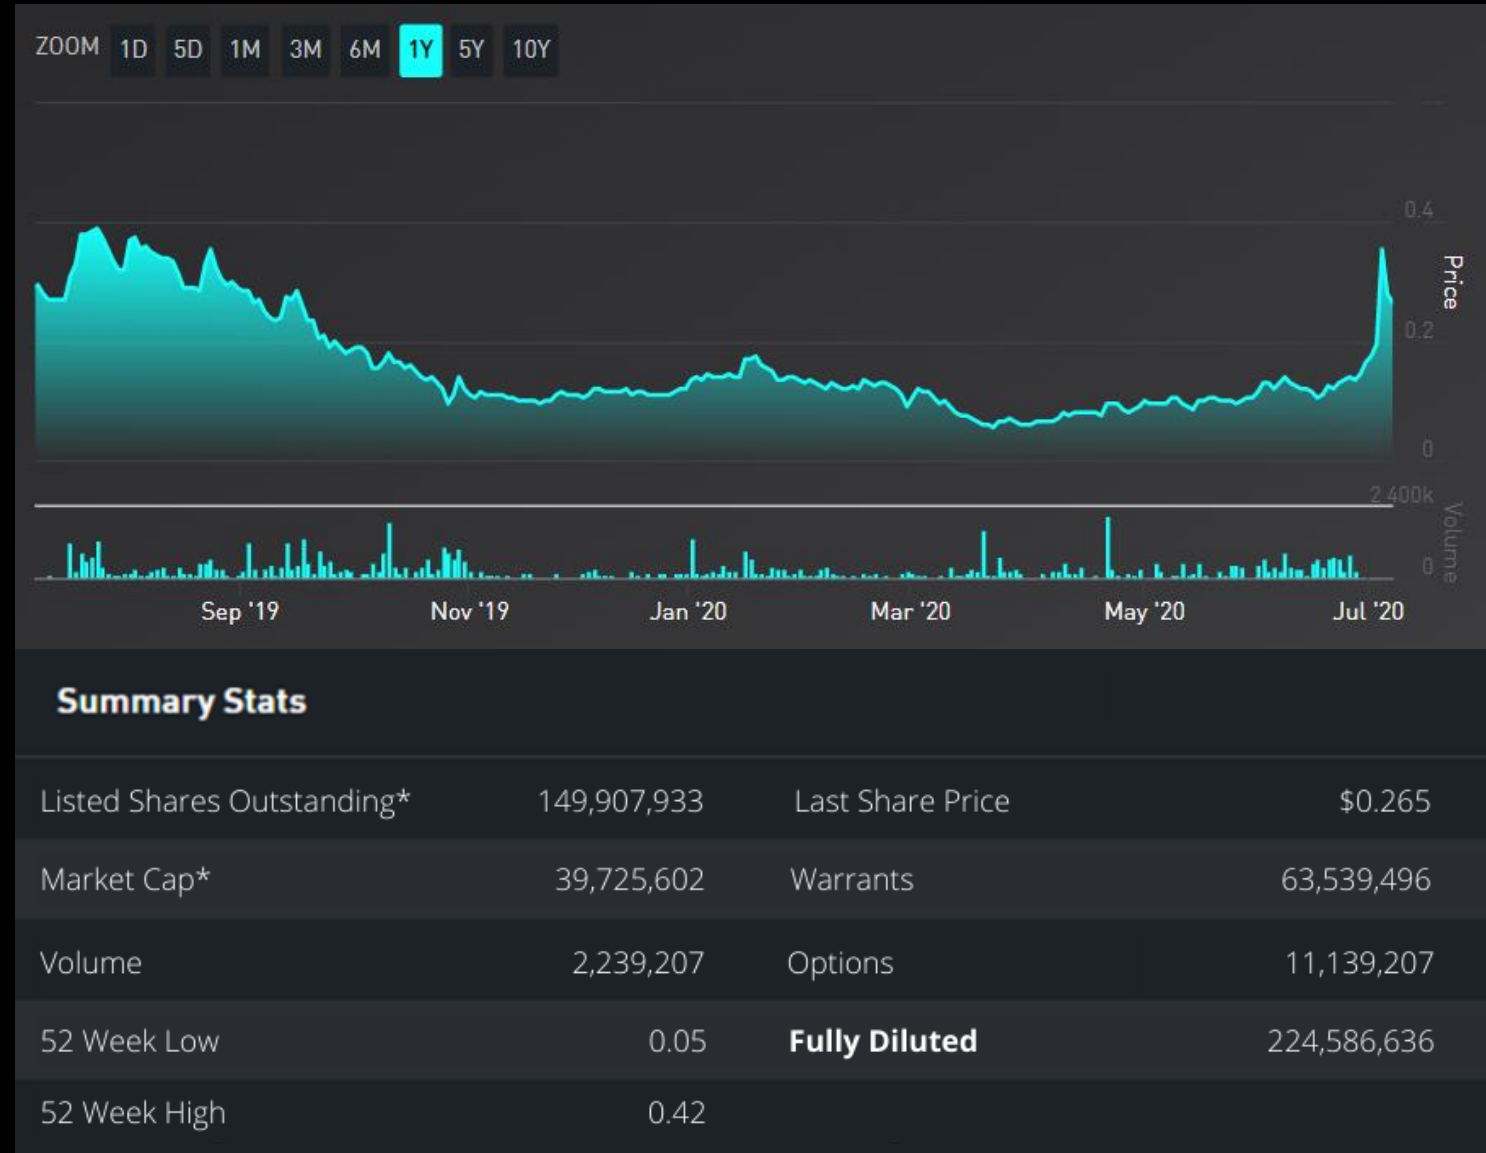 ZOOM 1D 5D 1M 3M 6M 1Y 5Y 10Y
0.4
Price
0.2
0
2 400k
Volume
0
Sep '19 Nov '19 Jan '20 Mar '20 May '20 Jul '20
Summary Stats
Listed Shares Outstanding* 149,907,933 Last Share Price $0.265
Market Cap* 39,725,602 Warrants 63,539,496
Volume 2,239,207 Options 11,139,207
52 Week Low 0.05 Fully Diluted 224,586,636
52 Week High 0.42